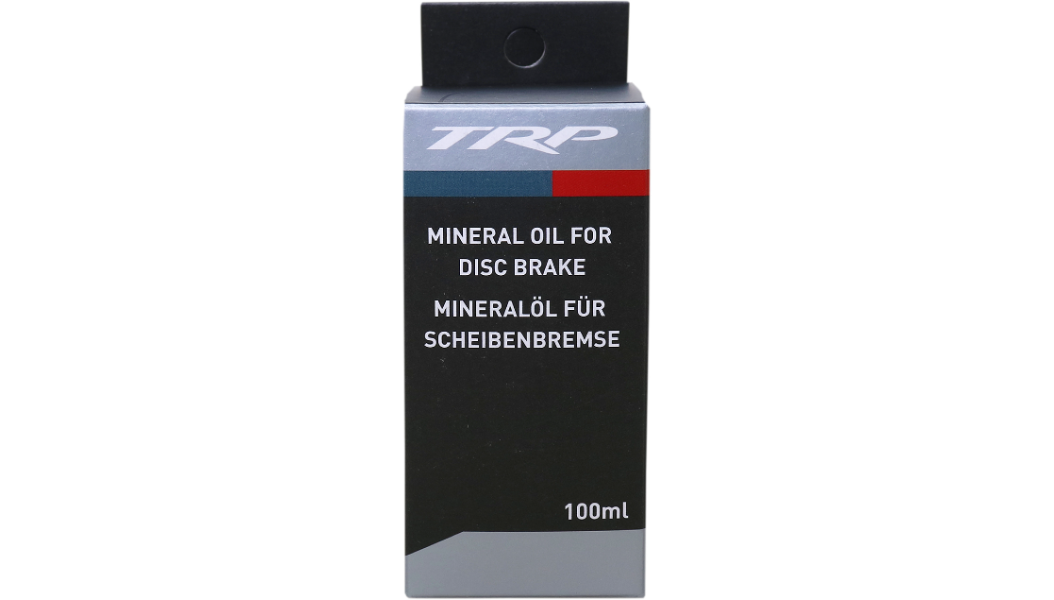 TRP
MINERAL OIL FOR
DISC BRAKE
MINERALÖL FÜR
SCHEIBENBREMSE
100ml